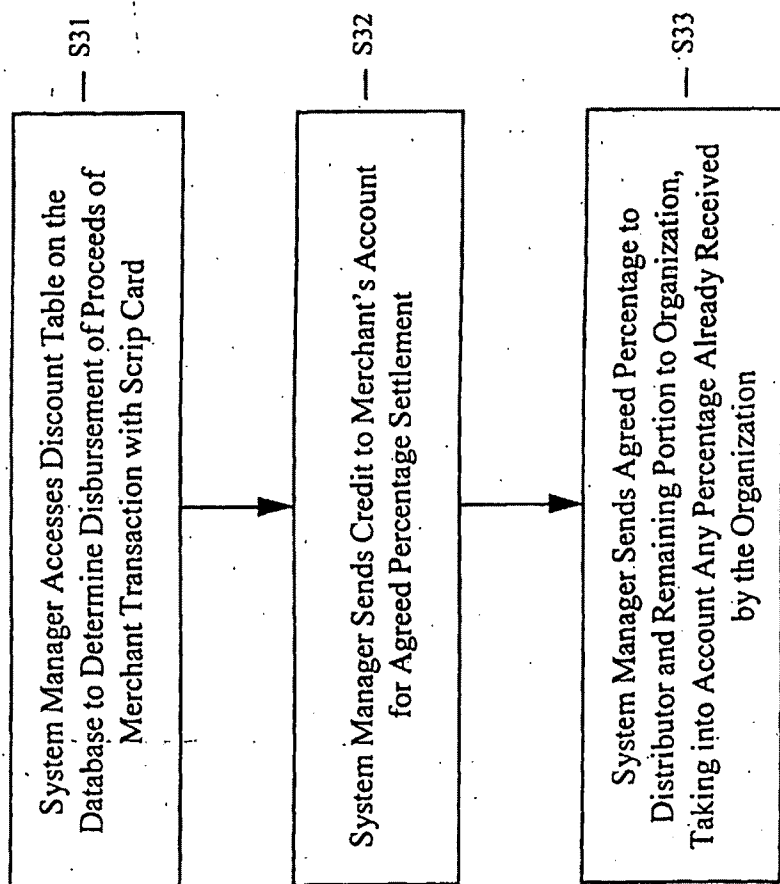 System Manager Accesses Discount Table on the
Database to Determine Disbursement of Proceeds of
Merchant Transaction with Scrip Card
S31
System Manager Sends Credit to Merchant's Account
for Agreed Percentage Settlement
S32
System Manager Sends Agreed Percentage to
Distributor and Remaining Portion to Organization,
Taking into Account Any Percentage Already Received
by the Organization
S33